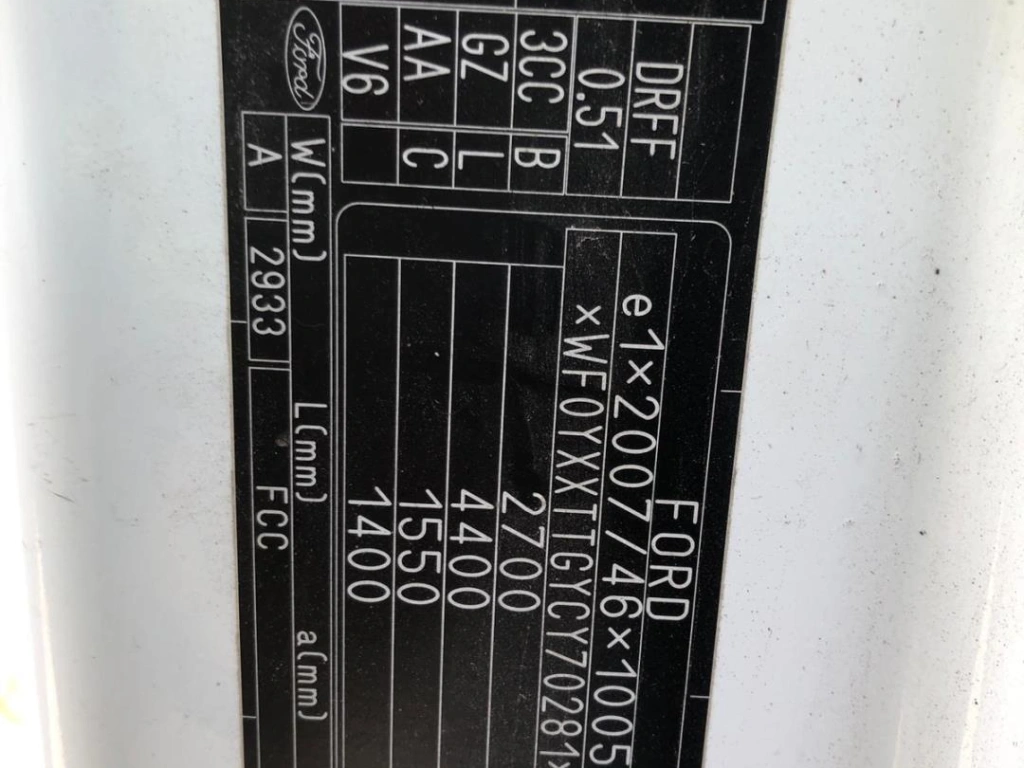 DRFF
0.51
3CC B
GZ L
AA C
V6
FORD
e1×2007/46×1005
×WF0YXXTTGYCY70281×
2700
4400
1550
1400
Ford W(mm) L(mm) a(mm)
A 2933 FCC